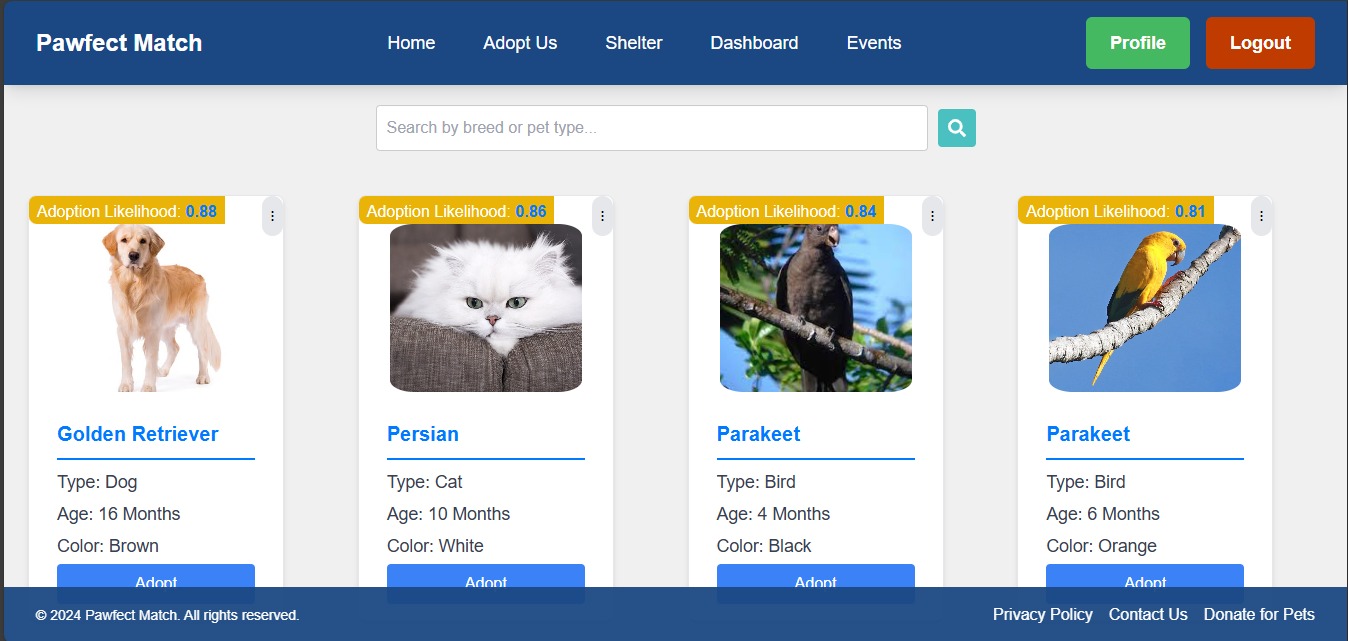 Pawfect Match Home Adopt Us Shelter Dashboard Events Profile Logout
Search by breed or pet type...
Adoption Likelihood: 0.88 Adoption Likelihood: 0.86 Adoption Likelihood: 0.84 Adoption Likelihood: 0.81
Golden Retriever Persian Parakeet Parakeet
Type: Dog Type: Cat Type: Bird Type: Bird
Age: 16 Months Age: 10 Months Age: 4 Months Age: 6 Months
Color: Brown Color: White Color: Black Color: Orange
Adopt Adopt Adopt Adopt
© 2024 Pawfect Match. All rights reserved. Privacy Policy Contact Us Donate for Pets